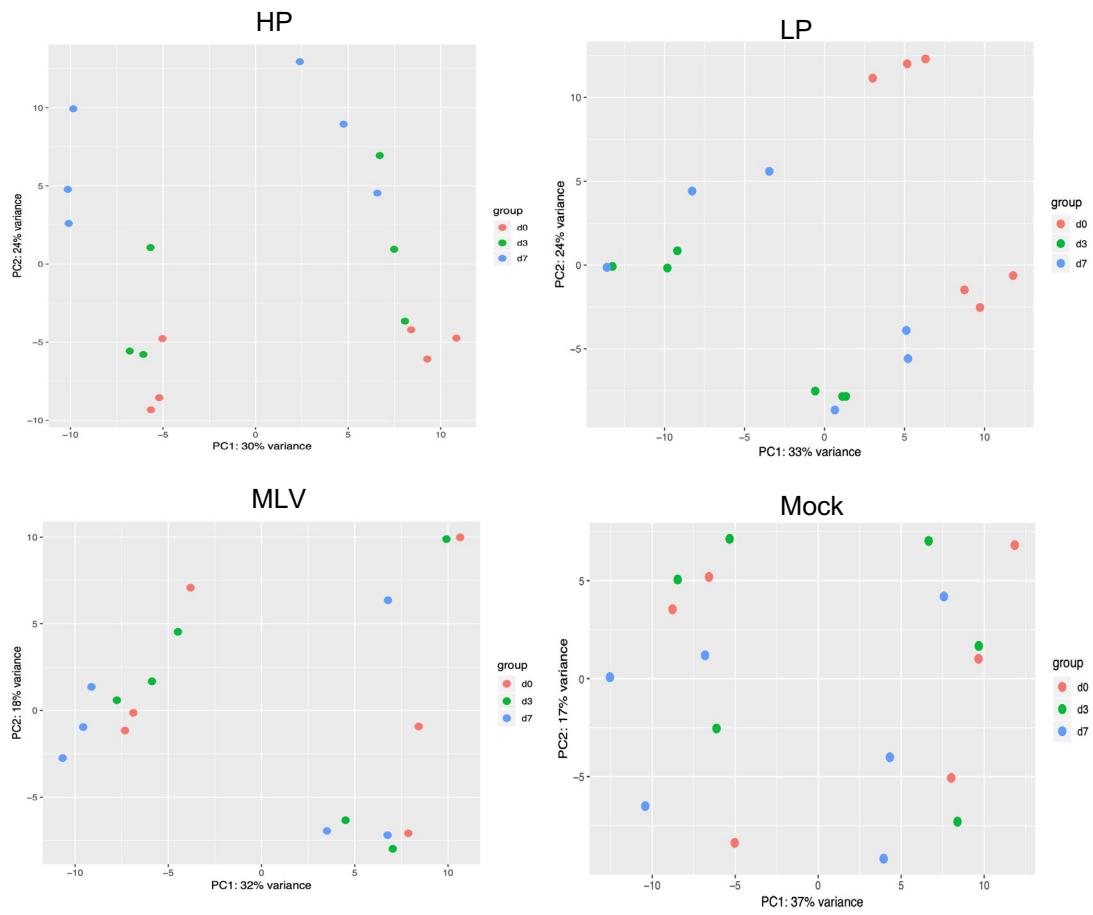 HP
10
5
0
−5
−10
−10
−5
0
5
10
PC2: 24% variance
PC1: 30% variance
group
d0
d3
d7
LP
10
5
0
−5
−10
−5
0
5
10
PC2: 24% variance
PC1: 33% variance
group
d0
d3
d7
MLV
10
5
0
−5
−10
−5
0
5
10
PC2: 18% variance
PC1: 32% variance
group
d0
d3
d7
Mock
5
0
−5
−10
−5
0
5
10
PC2: 17% variance
PC1: 37% variance
group
d0
d3
d7